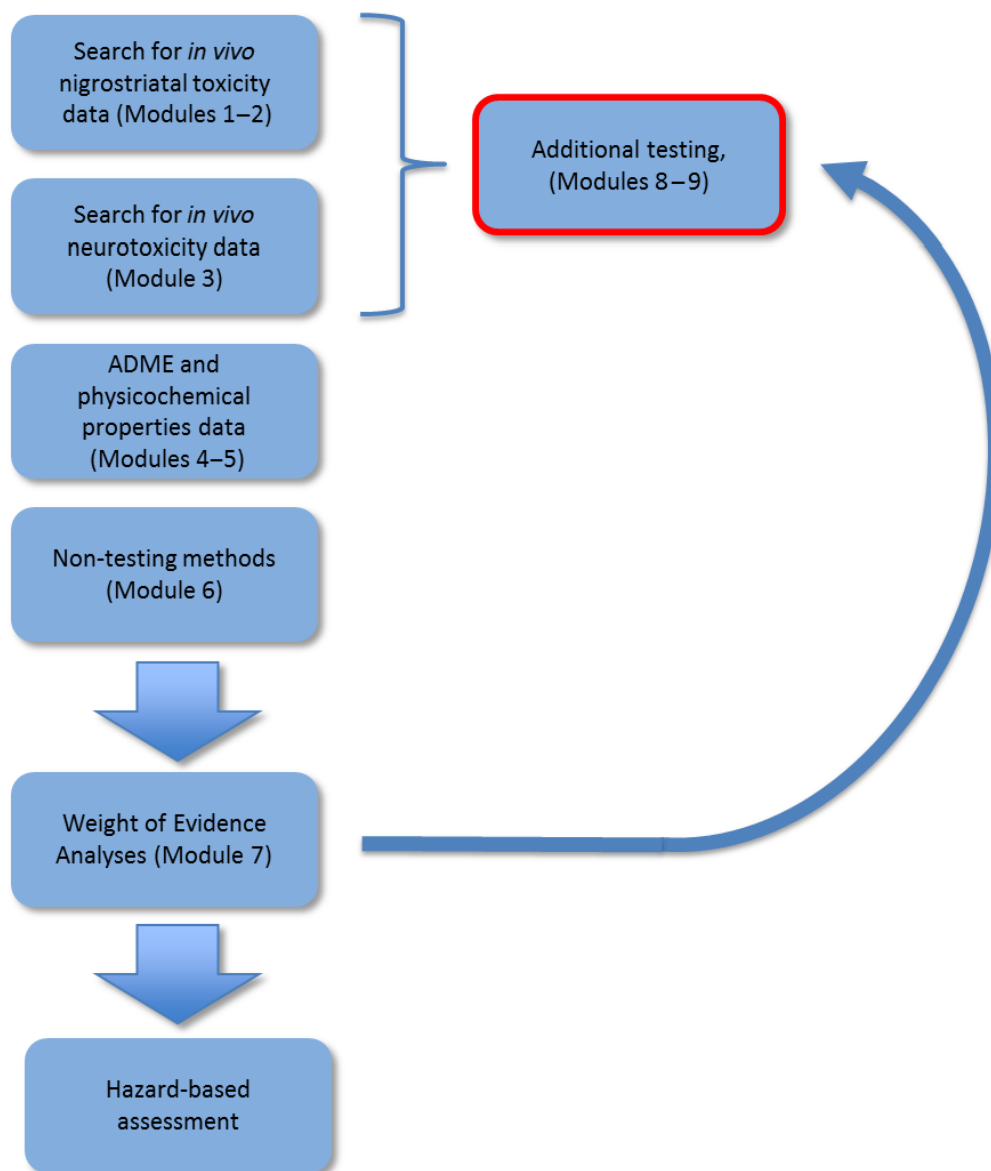 Search for in vivo
nigrostriatal toxicity
data (Modules 1–2)
Additional testing,
(Modules 8–9)
Search for in vivo
neurotoxicity data
(Module 3)
ADME and
physicochemical
properties data
(Modules 4–5)
Non-testing methods
(Module 6)
Weight of Evidence
Analyses (Module 7)
Hazard-based
assessment